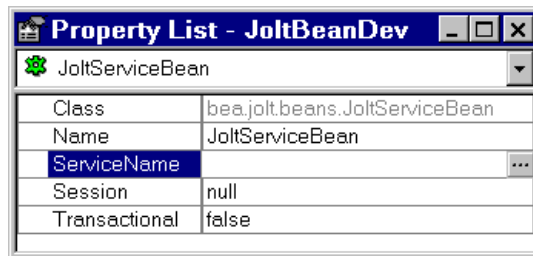 Property List - JoltBeanDev
JoltServiceBean
Class bea.jolt.beans.JoltServiceBean
Name JoltServiceBean
ServiceName ...
Session null
Transactional false